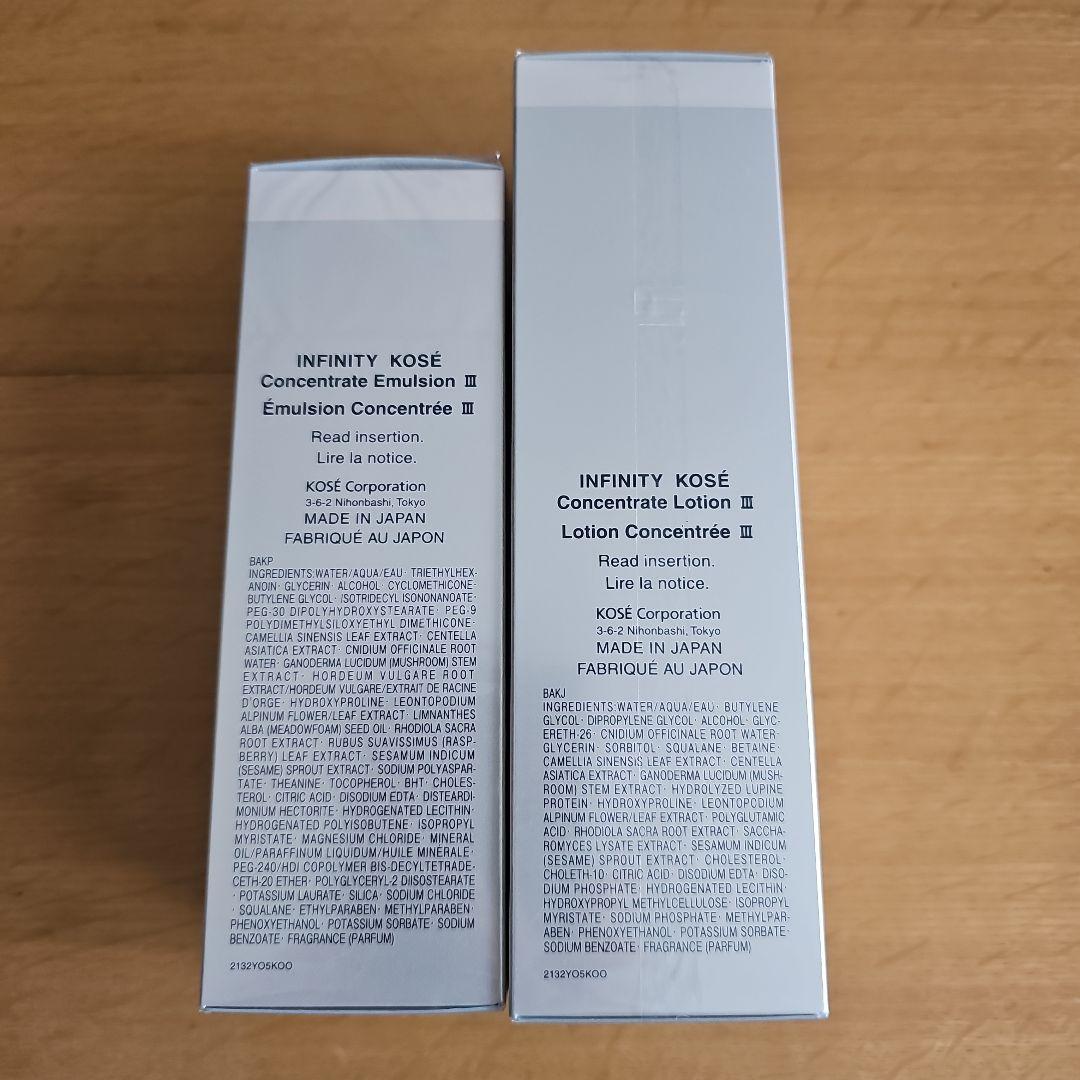 INFINITY KOSÉ
Concentrate Emulsion Ⅲ
Émulsion Concentrée Ⅲ
Read insertion.
Lire la notice.
KOSÉ Corporation
3-6-2 Nihonbashi, Tokyo
MADE IN JAPAN
FABRIQUÉ AU JAPON
BAKP
INGREDIENTS:WATER/AQUA/EAU· TRIETHYLHEX-
ANOIN· GLYCERIN· ALCOHOL· CYCLOMETHICONE·
BUTYLENE GLYCOL· ISOTRIDECYL ISONONANOATE·
PEG-30 DIPOLYHYDROXYSTEARATE· PEG-9
POLYDIMETHYLSILOXYETHYL DIMETHICONE·
CAMELLIA SINENSIS LEAF EXTRACT· CENTELLA
ASIATICA EXTRACT· CNIDIUM OFFICINALE ROOT
WATER· GANODERMA LUCIDUM (MUSHROOM) STEM
EXTRACT· HORDEUM VULGARE ROOT
EXTRACT/HORDEUM VULGARE/EXTRAIT DE RACINE
D'ORGE· HYDROXYPROLINE· LEONTOPODIUM
ALPINUM FLOWER/LEAF EXTRACT· LIMNANTHES
ALBA (MEADOWFOAM) SEED OIL· RHODIOLA SACRA
ROOT EXTRACT· RUBUS SUAVISSIMUS (RASP-
BERRY) LEAF EXTRACT· SESAMUM INDICUM
(SESAME) SPROUT EXTRACT· SODIUM POLYASPAR-
TATE· THEANINE· TOCOPHEROL· BHT· CHOLES-
TEROL· CITRIC ACID· DISODIUM EDTA· DISTEARDI-
MONIUM HECTORITE· HYDROGENATED LECITHIN·
HYDROGENATED POLYISOBUTENE· ISOPROPYL
MYRISTATE· MAGNESIUM CHLORIDE· MINERAL
OIL/PARAFFINUM LIQUIDUM/HUILE MINÉRALE·
PEG-240/HDI COPOLYMER BIS-DECYLTETRADE-
CETH-20 ETHER· POLYGLYCERYL-2 DIISOSTEARATE
· POTASSIUM LAURATE· SILICA· SODIUM CHLORIDE
· SQUALANE· ETHYLPARABEN· METHYLPARABEN·
PHENOXYETHANOL· POTASSIUM SORBATE· SODIUM
BENZOATE· FRAGRANCE (PARFUM)
2132YO5KOO
INFINITY KOSÉ
Concentrate Lotion Ⅲ
Lotion Concentrée Ⅲ
Read insertion.
Lire la notice.
KOSÉ Corporation
3-6-2 Nihonbashi, Tokyo
MADE IN JAPAN
FABRIQUÉ AU JAPON
BAKJ
INGREDIENTS:WATER/AQUA/EAU· BUTYLENE
GLYCOL· DIPROPYLENE GLYCOL· ALCOHOL· GLYC-
ERETH-26· CNIDIUM OFFICINALE ROOT WATER·
GLYCERIN· SORBITOL· SQUALANE· BETAINE·
CAMELLIA SINENSIS LEAF EXTRACT· CENTELLA
ASIATICA EXTRACT· GANODERMA LUCIDUM (MUSH-
ROOM) STEM EXTRACT· HYDROLYZED LUPINE
PROTEIN· HYDROXYPROLINE· LEONTOPODIUM
ALPINUM FLOWER/LEAF EXTRACT· POLYGLUTAMIC
ACID· RHODIOLA SACRA ROOT EXTRACT· SACCHA-
ROMYCES LYSATE EXTRACT· SESAMUM INDICUM
(SESAME) SPROUT EXTRACT· CHOLESTEROL·
CHOLETH-10· CITRIC ACID· DISODIUM EDTA· DISO-
DIUM PHOSPHATE· HYDROGENATED LECITHIN·
HYDROXYPROPYL METHYLCELLULOSE· ISOPROPYL
MYRISTATE· SODIUM PHOSPHATE· METHYLPAR-
ABEN· PHENOXYETHANOL· POTASSIUM SORBATE·
SODIUM BENZOATE· FRAGRANCE (PARFUM)
2132YO5KOO